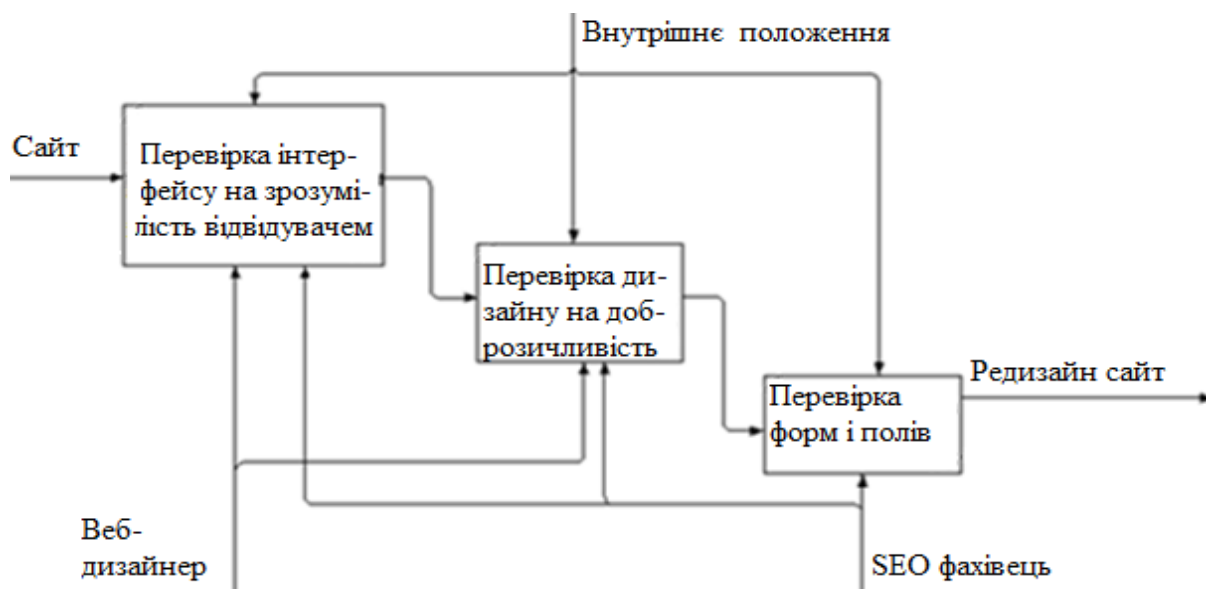 Внутрішнє положення
Сайт
Перевірка інтер-
фейсу на зрозумі-
лість відвідувачем
Перевірка ди-
зайну на доб-
розичливість
Редизайн сайт
Перевірка
форм і полів
Веб-
дизайнер
SEO фахівець